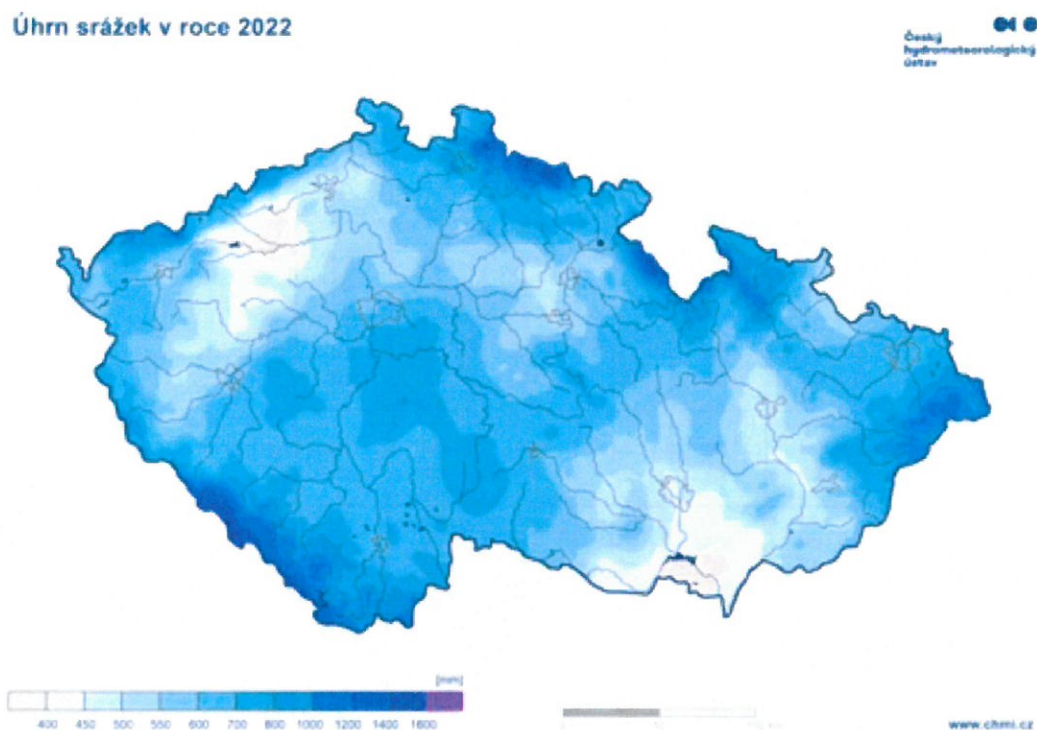 Úhrn srážek v roce 2022
Český
hydrometeorologický
ústav
[mm]
400 450 500 550 600 700 800 1000 1200 1400 1600
www.chmi.cz